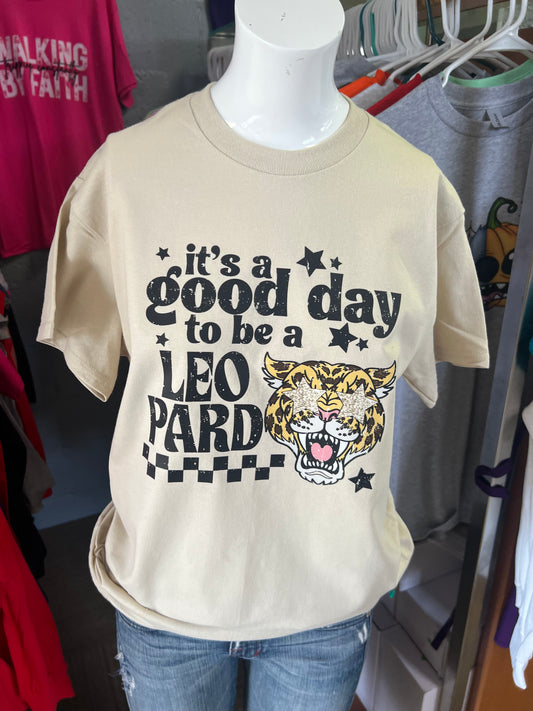 WALKING
BY FAITH
it's a
good day
to be a
LEO
PARD